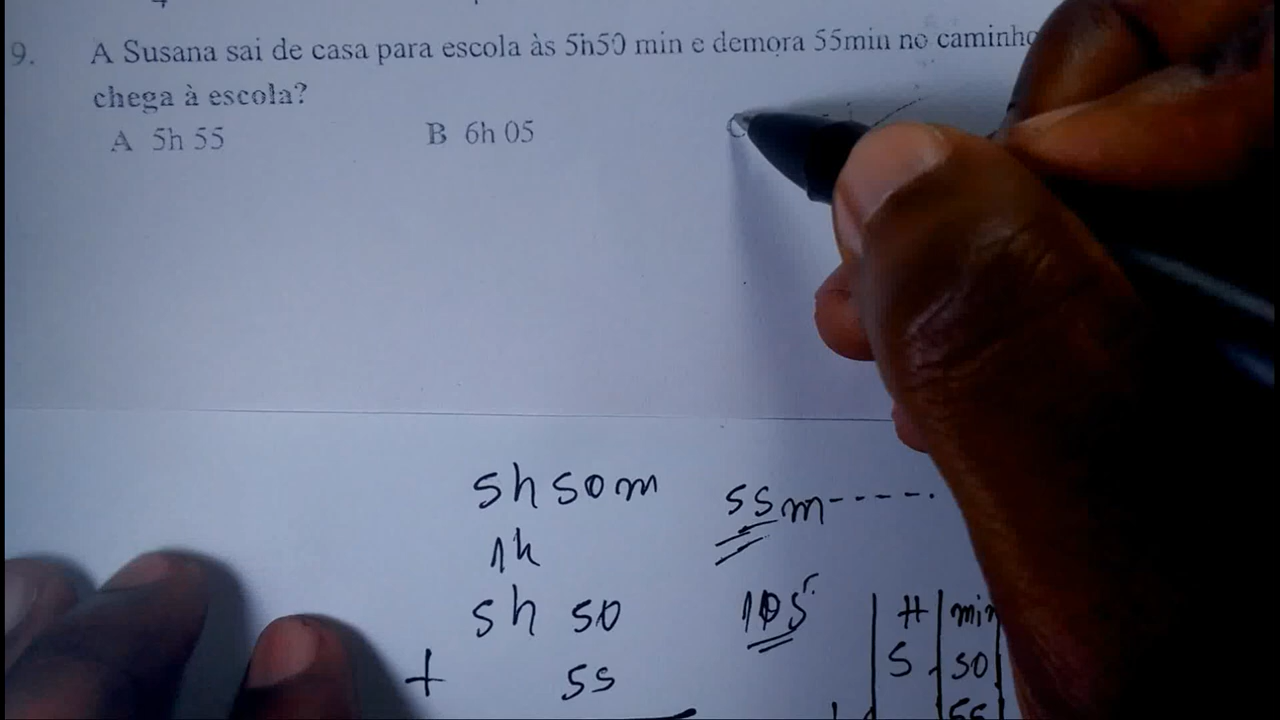 9. A Susana sai de casa para escola às 5h50 min e demora 55min no caminho
chega à escola?
A 5h 55 B 6h 05 C
5h 50m 55m-----
1h
5h 50 105
+ 55
H min
5 50
55